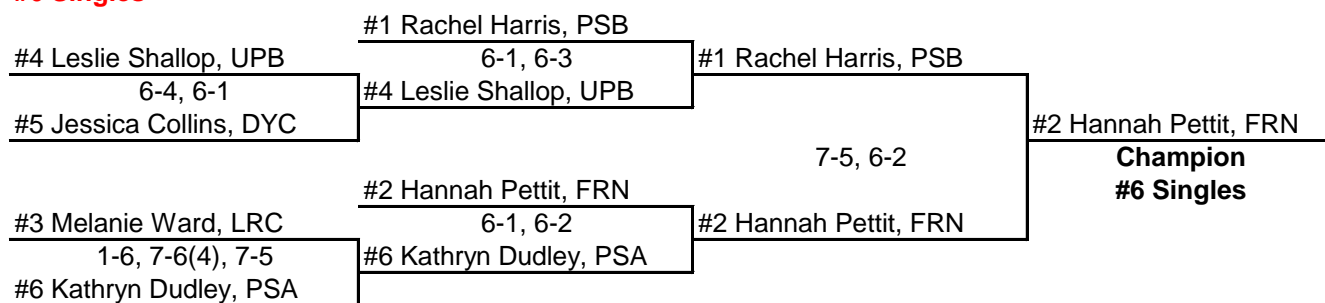 #1 Rachel Harris, PSB
#4 Leslie Shallop, UPB
6-1, 6-3
#1 Rachel Harris, PSB
6-4, 6-1
#4 Leslie Shallop, UPB
#5 Jessica Collins, DYC
#2 Hannah Pettit, FRN
7-5, 6-2
Champion
#2 Hannah Pettit, FRN
#6 Singles
#3 Melanie Ward, LRC
6-1, 6-2
#2 Hannah Pettit, FRN
1-6, 7-6(4), 7-5
#6 Kathryn Dudley, PSA
#6 Kathryn Dudley, PSA